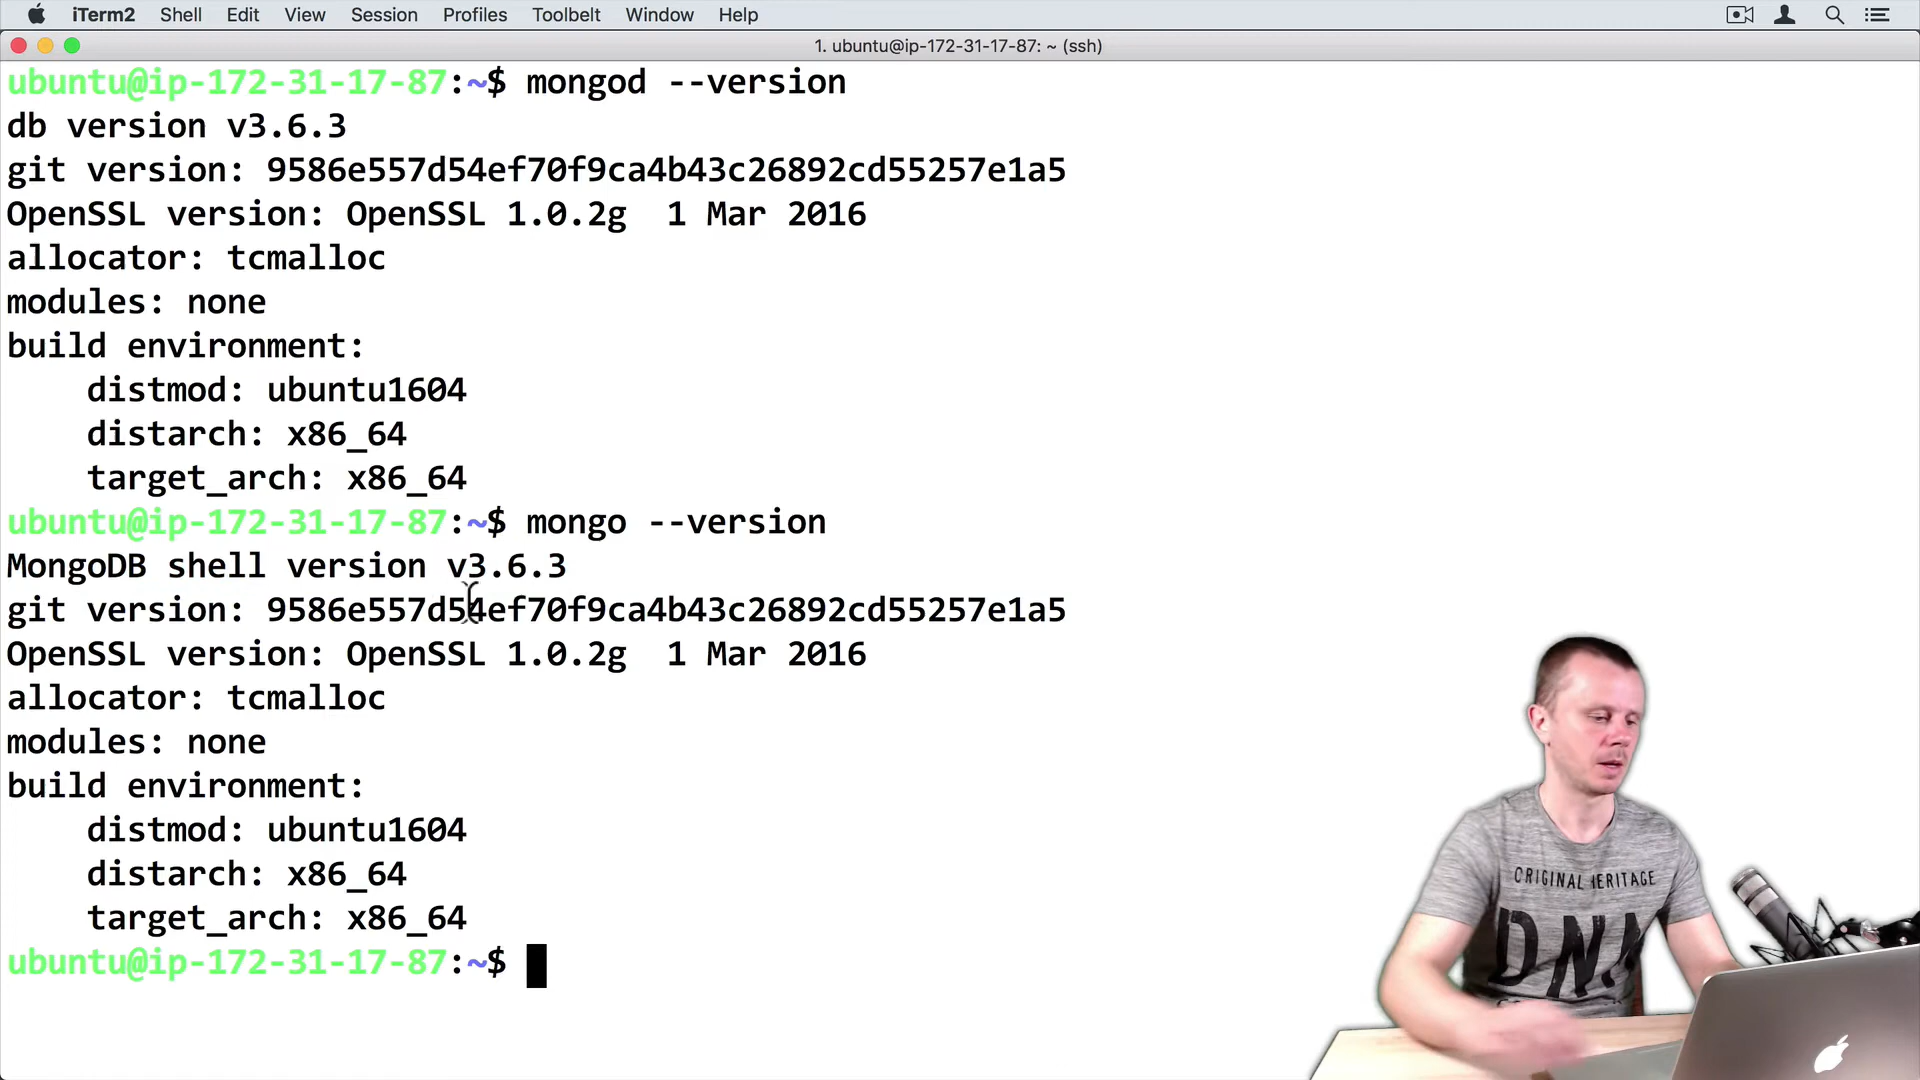 iTerm2 Shell Edit View Session Profiles Toolbelt Window Help
1. ubuntu@ip-172-31-17-87: ~ (ssh)
ubuntu@ip-172-31-17-87:~$ mongod --version
db version v3.6.3
git version: 9586e557d54ef70f9ca4b43c26892cd55257e1a5
OpenSSL version: OpenSSL 1.0.2g  1 Mar 2016
allocator: tcmalloc
modules: none
build environment:
    distmod: ubuntu1604
    distarch: x86_64
    target_arch: x86_64
ubuntu@ip-172-31-17-87:~$ mongo --version
MongoDB shell version v3.6.3
git version: 9586e557d54ef70f9ca4b43c26892cd55257e1a5
OpenSSL version: OpenSSL 1.0.2g  1 Mar 2016
allocator: tcmalloc
modules: none
build environment:
    distmod: ubuntu1604
    distarch: x86_64
    target_arch: x86_64
ubuntu@ip-172-31-17-87:~$
ORIGINAL HERITAGE
DNM